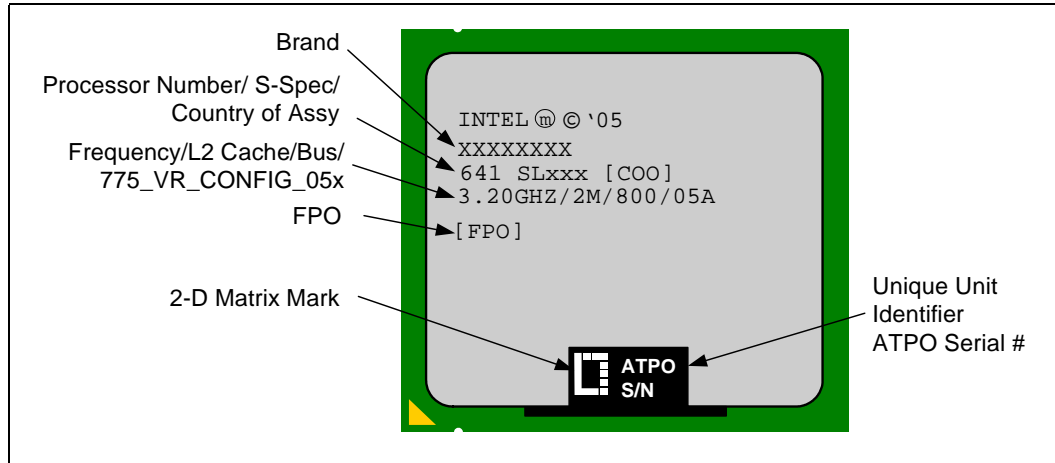 Brand
Processor Number/ S-Spec/
Country of Assy
Frequency/L2 Cache/Bus/
775_VR_CONFIG_05x
FPO
2-D Matrix Mark
INTEL ⓜ © ‘05
XXXXXXXX
641 SLxxx [COO]
3.20GHZ/2M/800/05A
[FPO]
ATPO
S/N
Unique Unit
Identifier
ATPO Serial #